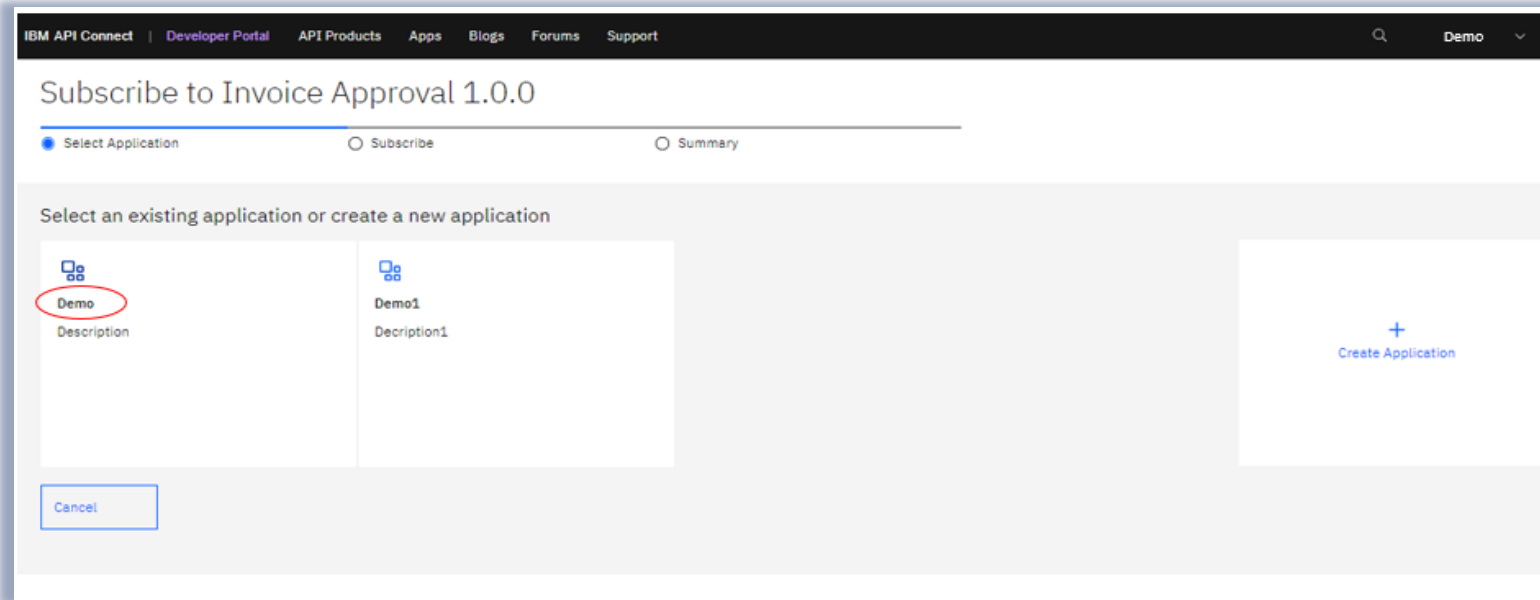 IBM API Connect | Developer Portal API Products Apps Blogs Forums Support Demo
Subscribe to Invoice Approval 1.0.0
Select Application Subscribe Summary
Select an existing application or create a new application
Demo Demo1
Description Decription1
Create Application
Cancel